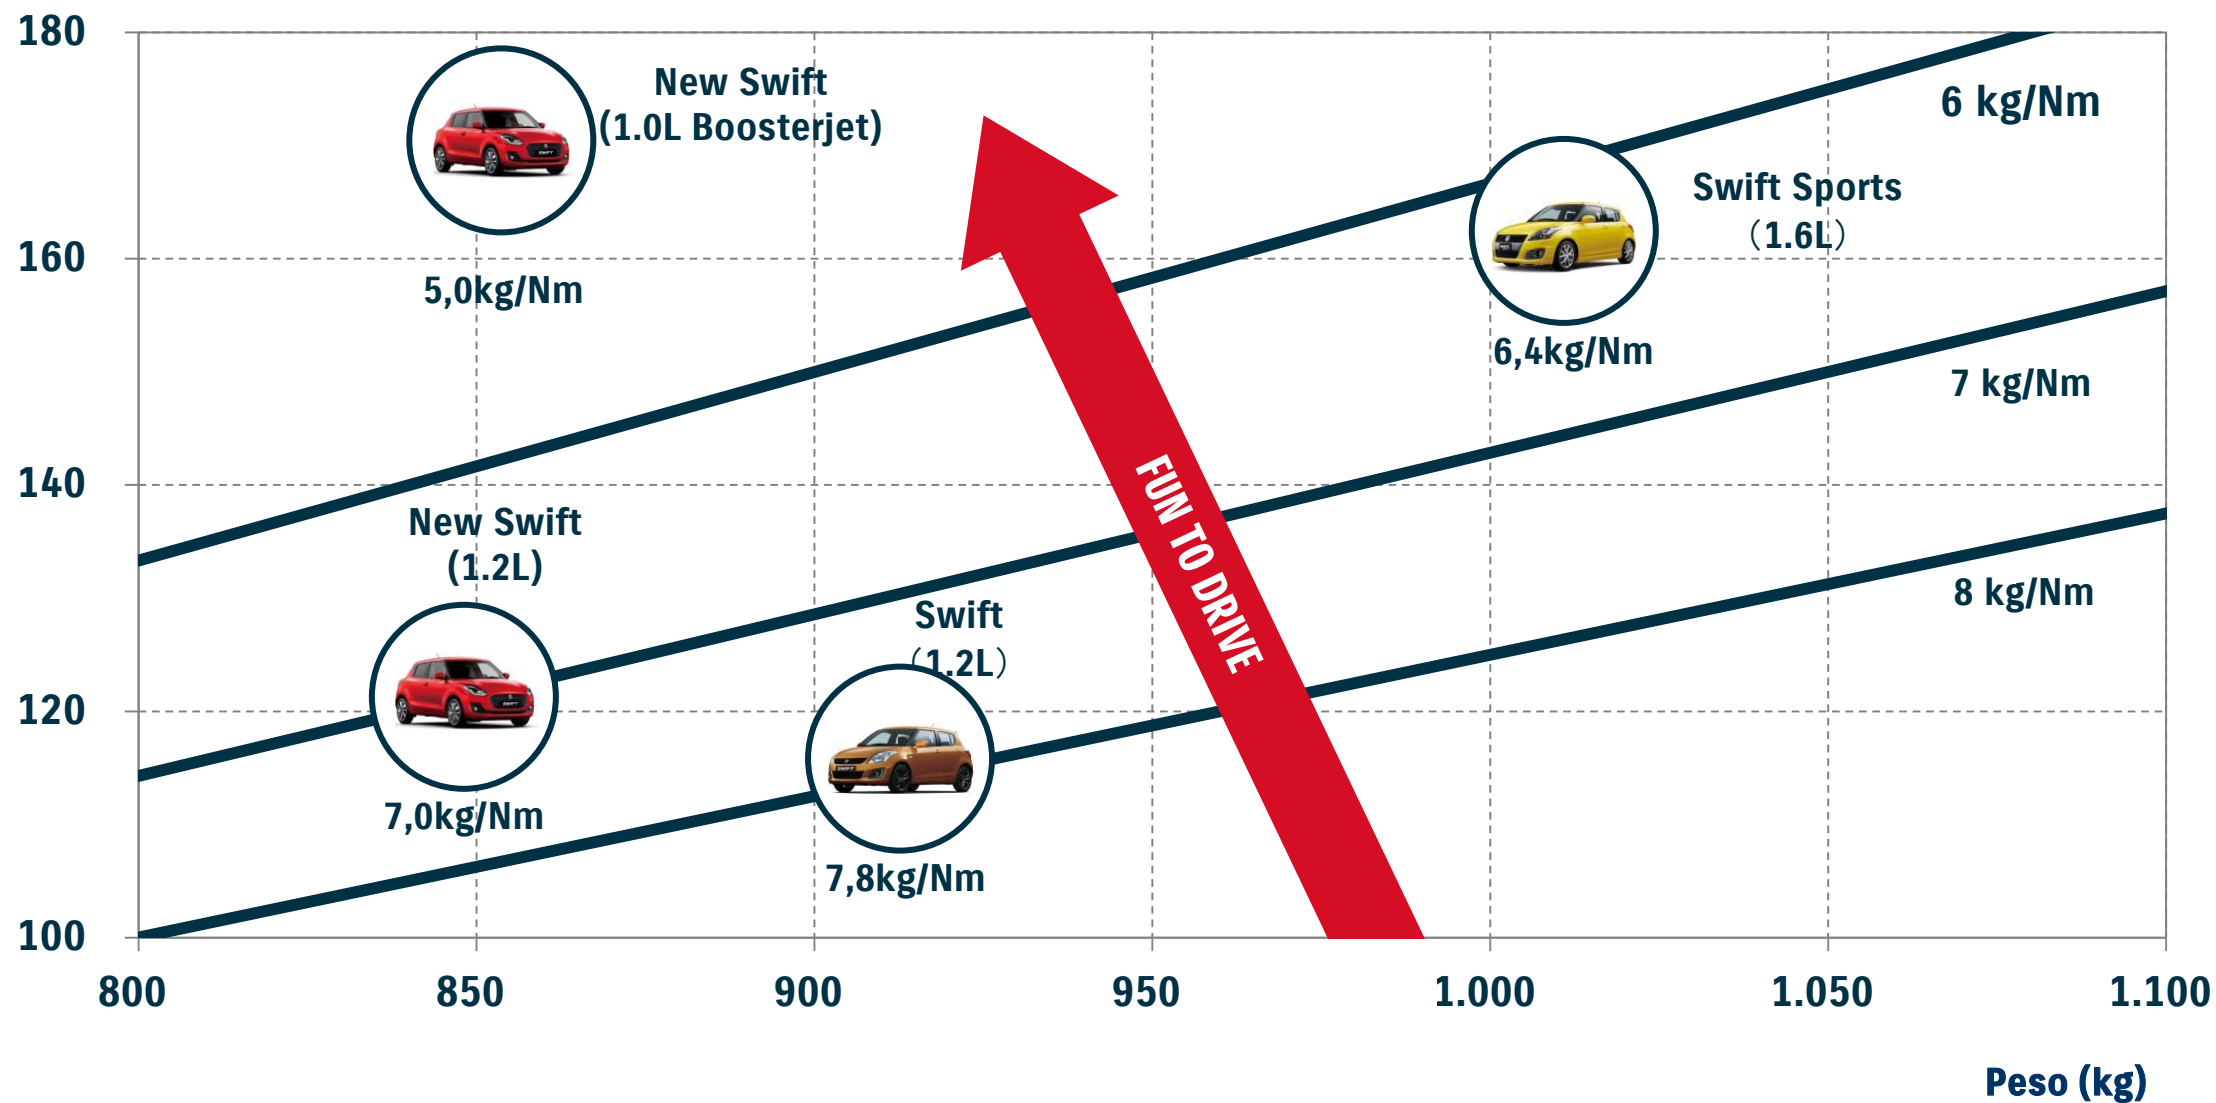 180
160
140
120
100
New Swift
(1.0L Boosterjet)
5,0kg/Nm
6 kg/Nm
Swift Sports
（1.6L）
6,4kg/Nm
7 kg/Nm
New Swift
(1.2L)
7,0kg/Nm
Swift
（1.2L）
7,8kg/Nm
8 kg/Nm
FUN TO DRIVE
800 850 900 950 1.000 1.050 1.100
Peso (kg)